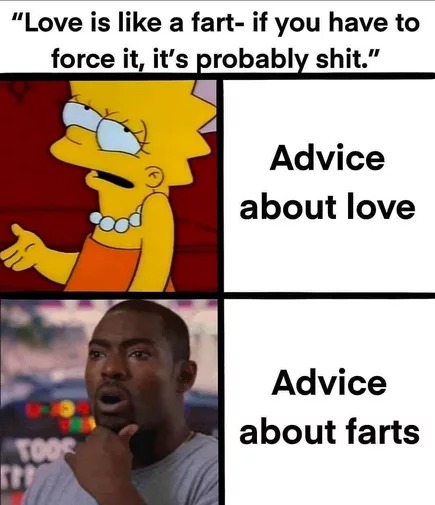 “Love is like a fart- if you have to
force it, it’s probably shit.”
Advice
about love
Advice
about farts